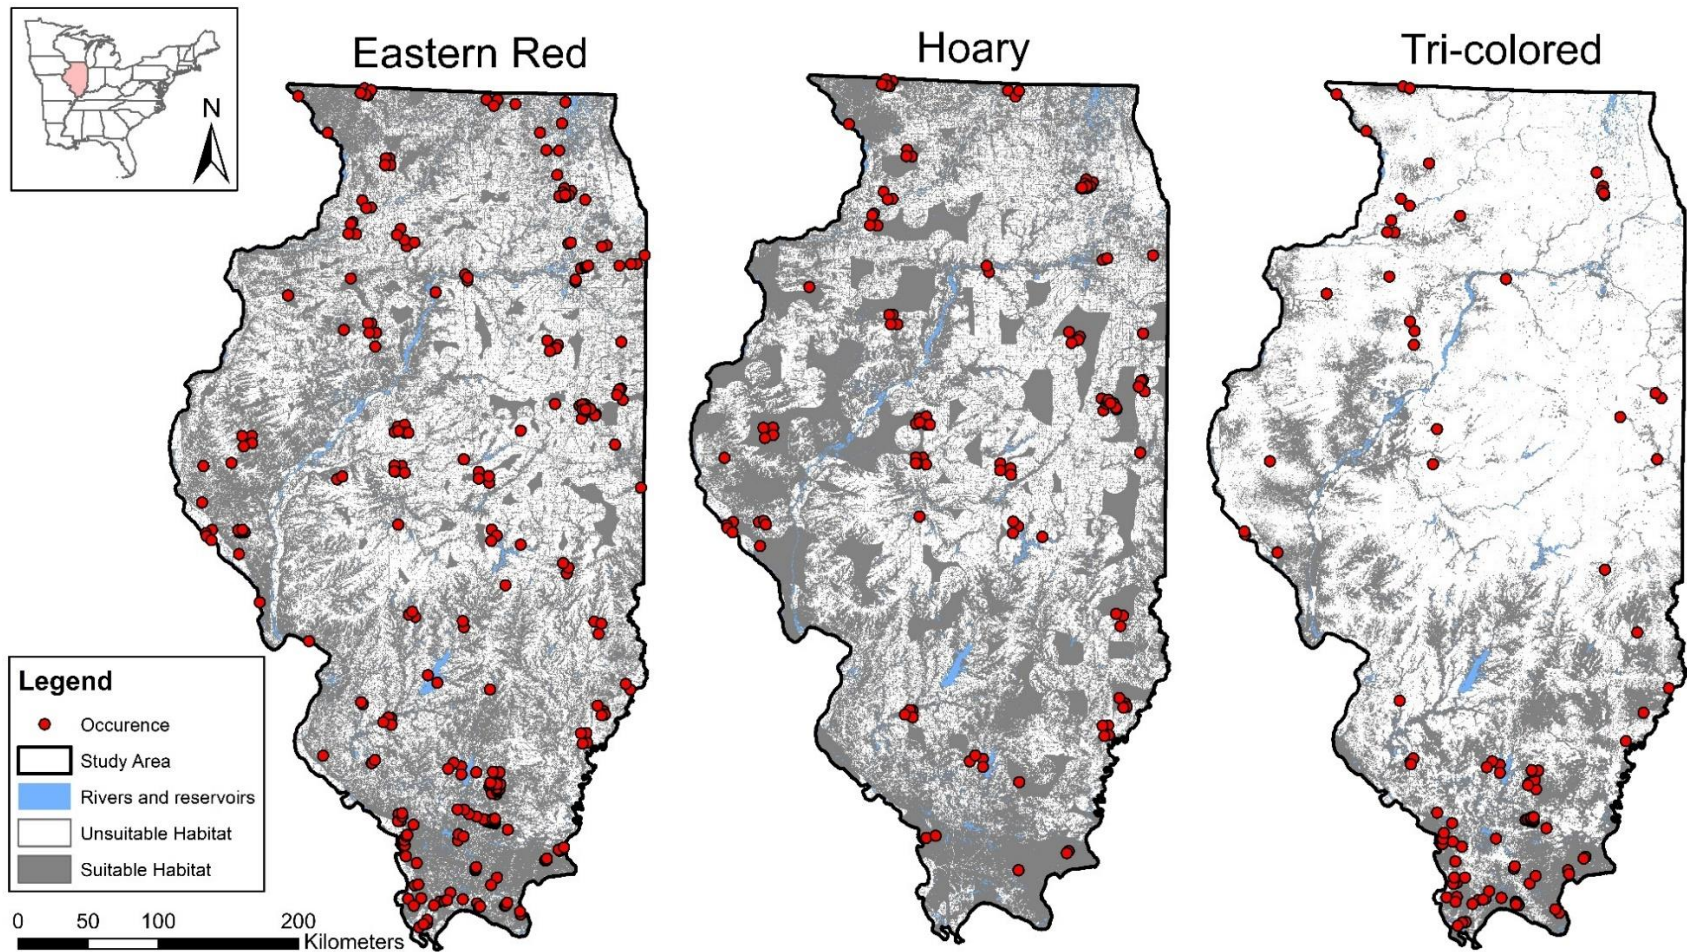 Eastern Red
Hoary
Tri-colored
N
Legend
Occurence
Study Area
Rivers and reservoirs
Unsuitable Habitat
Suitable Habitat
0 50 100 200
Kilometers